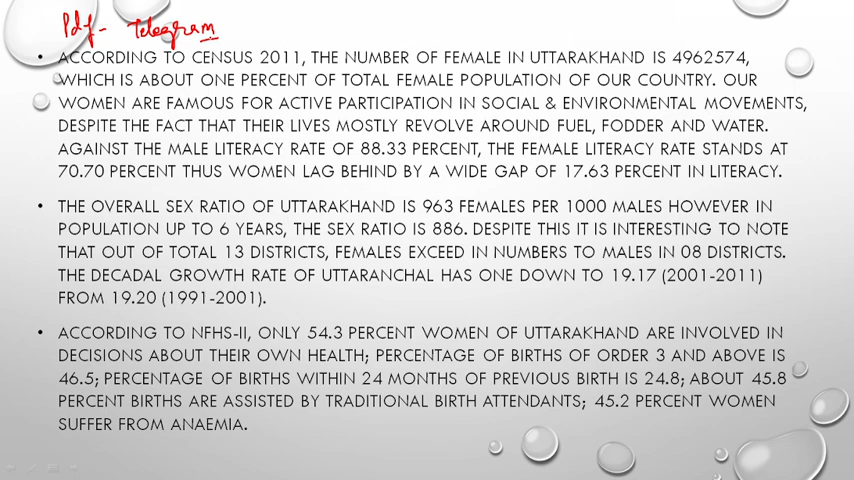 Pdf - Telegram
• ACCORDING TO CENSUS 2011, THE NUMBER OF FEMALE IN UTTARAKHAND IS 4962574,
WHICH IS ABOUT ONE PERCENT OF TOTAL FEMALE POPULATION OF OUR COUNTRY. OUR
WOMEN ARE FAMOUS FOR ACTIVE PARTICIPATION IN SOCIAL & ENVIRONMENTAL MOVEMENTS,
DESPITE THE FACT THAT THEIR LIVES MOSTLY REVOLVE AROUND FUEL, FODDER AND WATER.
AGAINST THE MALE LITERACY RATE OF 88.33 PERCENT, THE FEMALE LITERACY RATE STANDS AT
70.70 PERCENT THUS WOMEN LAG BEHIND BY A WIDE GAP OF 17.63 PERCENT IN LITERACY.
• THE OVERALL SEX RATIO OF UTTARAKHAND IS 963 FEMALES PER 1000 MALES HOWEVER IN
POPULATION UP TO 6 YEARS, THE SEX RATIO IS 886. DESPITE THIS IT IS INTERESTING TO NOTE
THAT OUT OF TOTAL 13 DISTRICTS, FEMALES EXCEED IN NUMBERS TO MALES IN 08 DISTRICTS.
THE DECADAL GROWTH RATE OF UTTARANCHAL HAS ONE DOWN TO 19.17 (2001-2011)
FROM 19.20 (1991-2001).
• ACCORDING TO NFHS-II, ONLY 54.3 PERCENT WOMEN OF UTTARAKHAND ARE INVOLVED IN
DECISIONS ABOUT THEIR OWN HEALTH; PERCENTAGE OF BIRTHS OF ORDER 3 AND ABOVE IS
46.5; PERCENTAGE OF BIRTHS WITHIN 24 MONTHS OF PREVIOUS BIRTH IS 24.8; ABOUT 45.8
PERCENT BIRTHS ARE ASSISTED BY TRADITIONAL BIRTH ATTENDANTS; 45.2 PERCENT WOMEN
SUFFER FROM ANAEMIA.